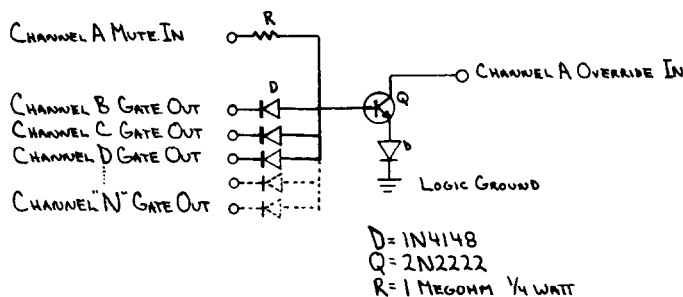 CHANNEL A MUTE IN
R
CHANNEL A OVERRIDE IN
D
Q
CHANNEL B GATE OUT
CHANNEL C GATE OUT
CHANNEL D GATE OUT
D
CHANNEL "N" GATE OUT
LOGIC GROUND
D = 1N4148
Q = 2N2222
R = 1 MEGOHM 1/4 WATT